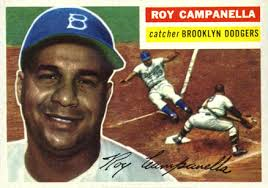 ROY CAMPANELLA
catcher BROOKLYN DODGERS
B
Roy Campanella